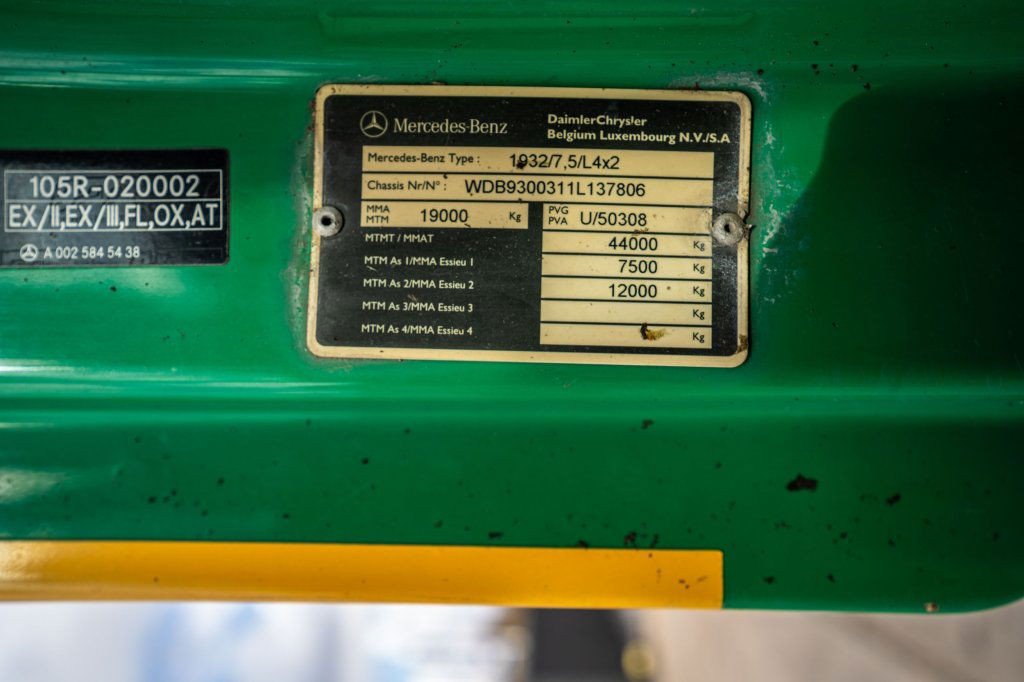 105R-020002
EX/II,EX/III,FL,OX,AT
A 002 584 54 38
Mercedes-Benz
DaimlerChrysler
Belgium Luxembourg N.V./S.A
Mercedes-Benz Type : 1932/7,5/L4x2
Chassis Nr/N° : WDB9300311L137806
MMA
MTM 19000 Kg
PVG
PVA U/50308
MTMT / MMAT 44000 Kg
MTM As 1/MMA Essieu 1 7500 Kg
MTM As 2/MMA Essieu 2 12000 Kg
MTM As 3/MMA Essieu 3 Kg
MTM As 4/MMA Essieu 4 Kg